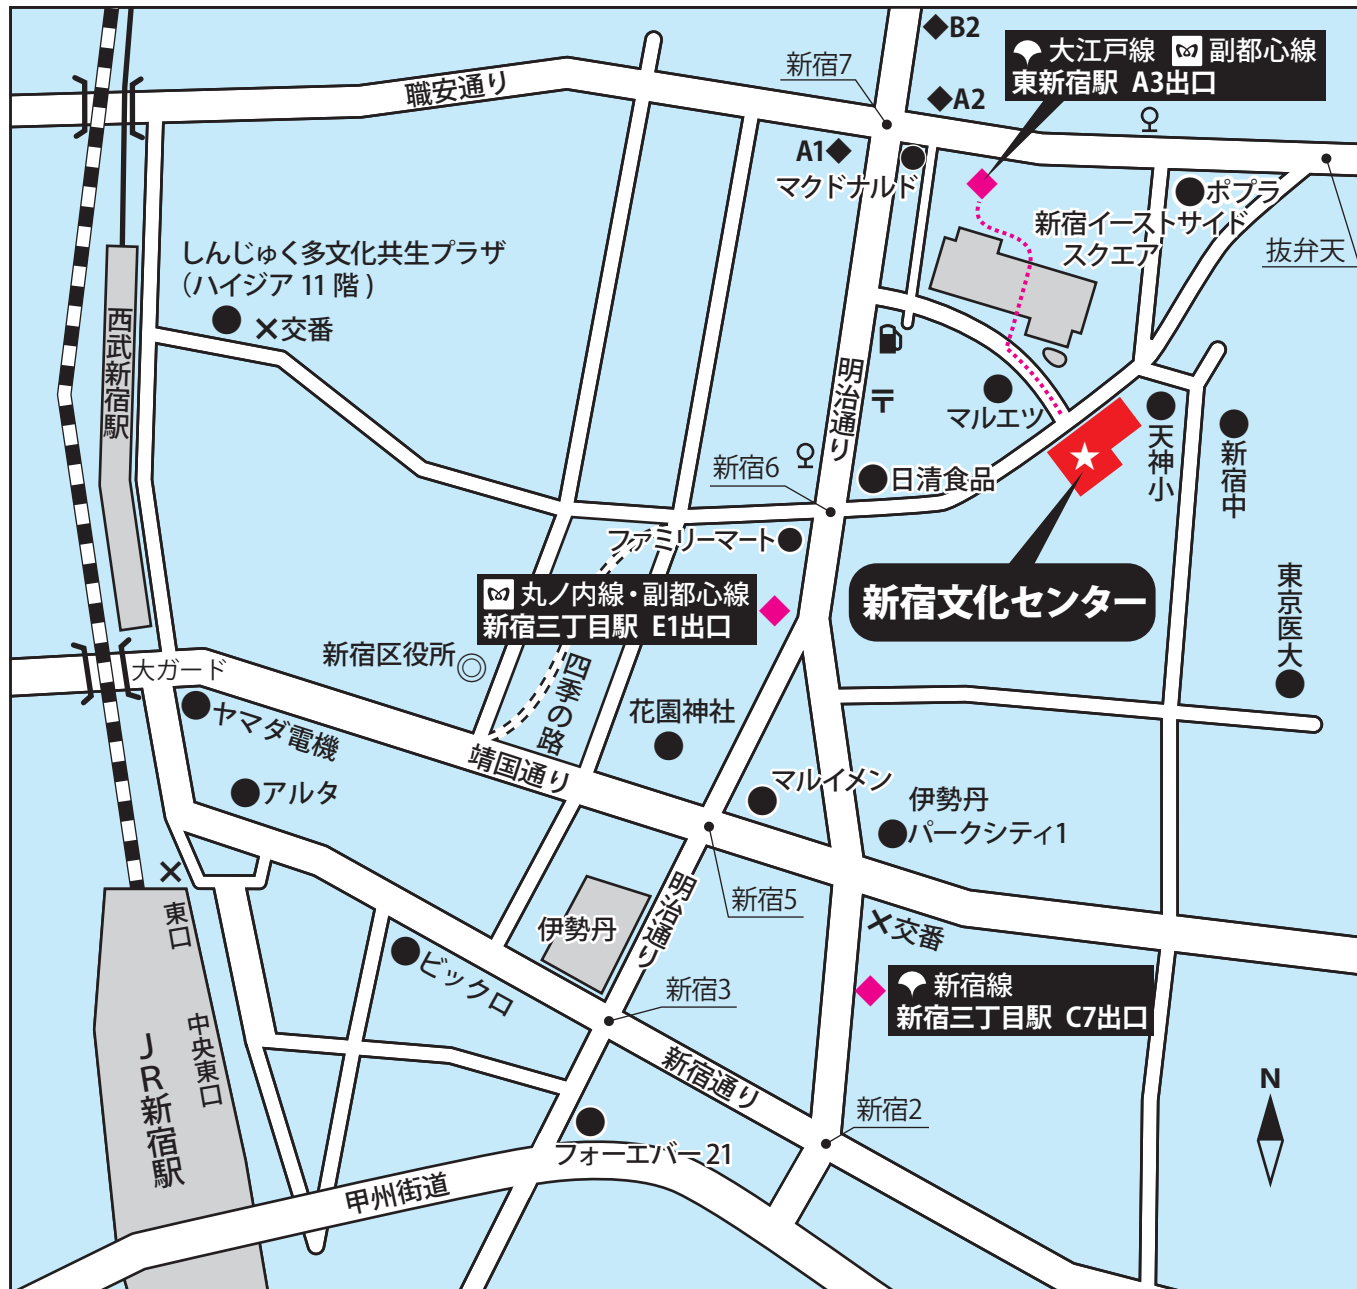 B2
大江戸線 副都心線
東新宿駅 A3出口
新宿7
職安通り
A2
A1
マクドナルド
ポプラ
新宿イーストサイド
スクエア
抜弁天
しんじゅく多文化共生プラザ
(ハイジア 11 階 )
交番
西武新宿駅
明治通り
〒
マルエツ
天神小
新宿中
新宿6
日清食品
ファミリーマート
新宿文化センター
丸ノ内線・副都心線
新宿三丁目駅 E1出口
東京医大
新宿区役所
四季の路
大ガード
ヤマダ電機
花園神社
靖国通り
アルタ
マルイメン
伊勢丹
パークシティ1
新宿5
明治通り
伊勢丹
交番
東口
ビックロ
新宿3
新宿線
新宿三丁目駅 C7出口
中央東口
JR新宿駅
新宿通り
新宿2
N
フォーエバー21
甲州街道